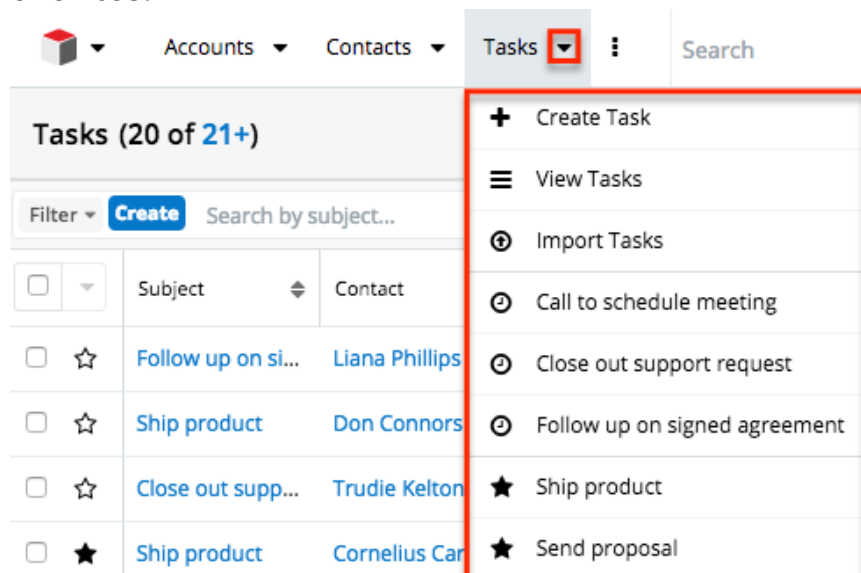 Accounts Contacts Tasks Search
Tasks (20 of 21+)
Filter Create Search by subject...
Subject Contact
Follow up on si... Liana Phillips
Ship product Don Connors
Close out supp... Trudie Kelton
Ship product Cornelius Car
Create Task
View Tasks
Import Tasks
Call to schedule meeting
Close out support request
Follow up on signed agreement
Ship product
Send proposal